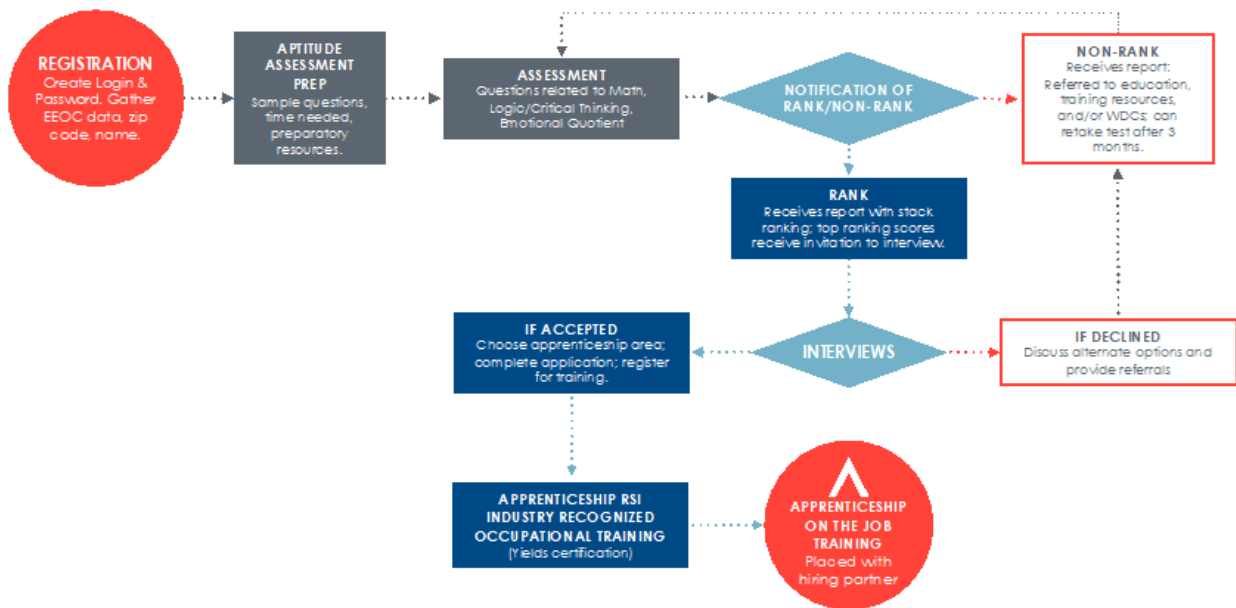 REGISTRATION
Create Login &
Password. Gather
EEOC data, zip
code, name.
APTITUDE
ASSESSMENT
PREP
Sample questions,
time needed,
preparatory
resources.
ASSESSMENT
Questions related to Math,
Logic/Critical Thinking,
Emotional Quotient
NOTIFICATION OF
RANK/NON-RANK
NON-RANK
Receives report:
Referred to education,
training resources,
and/or WDCs; can
retake test after 3
months.
RANK
Receives report with stack
ranking; top ranking scores
receive invitation to interview.
IF ACCEPTED
Choose apprenticeship area;
complete application; register
for training.
INTERVIEWS
IF DECLINED
Discuss alternate options and
provide referrals
APPRENTICESHIP RSI
INDUSTRY RECOGNIZED
OCCUPATIONAL TRAINING
(Yields certification)
APPRENTICESHIP
ON THE JOB
TRAINING
Placed with
hiring partner